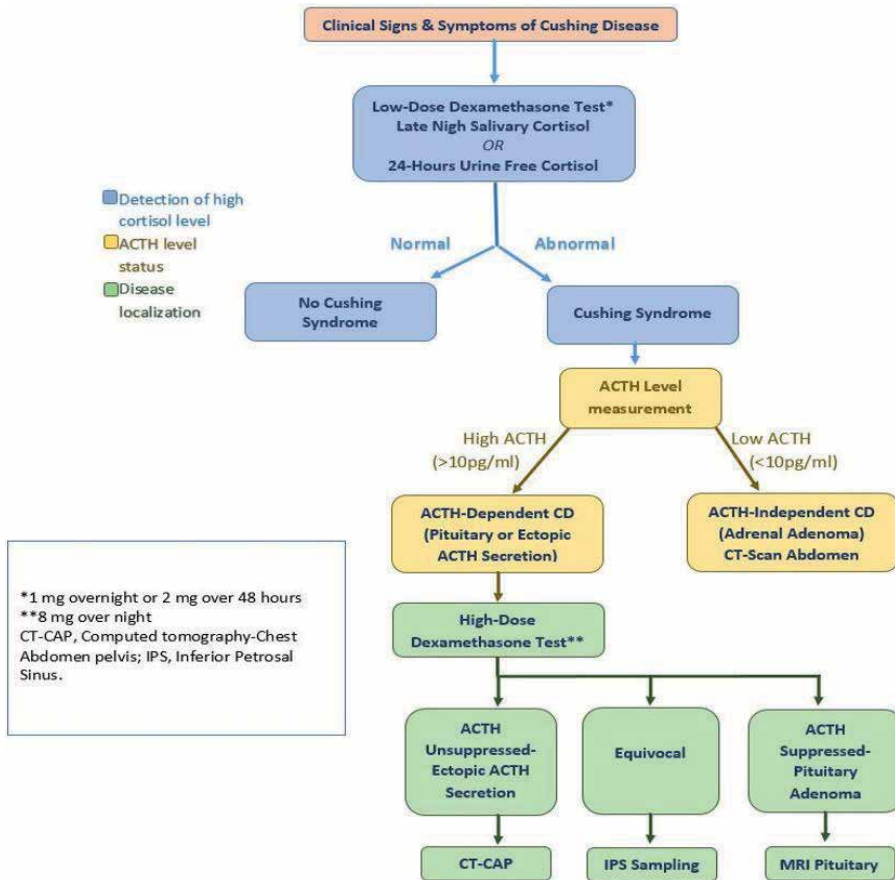 Clinical Signs & Symptoms of Cushing Disease
Low-Dose Dexamethasone Test*
Late Nigh Salivary Cortisol
OR
24-Hours Urine Free Cortisol
Detection of high
cortisol level
ACTH level
status
Disease
localization
Normal
Abnormal
No Cushing
Syndrome
Cushing Syndrome
ACTH Level
measurement
High ACTH
(>10pg/ml)
Low ACTH
(<10pg/ml)
ACTH-Dependent CD
(Pituitary or Ectopic
ACTH Secretion)
ACTH-Independent CD
(Adrenal Adenoma)
CT-Scan Abdomen
*1 mg overnight or 2 mg over 48 hours
**8 mg over night
CT-CAP, Computed tomography-Chest
Abdomen pelvis; IPS, Inferior Petrosal
Sinus.
High-Dose
Dexamethasone Test**
ACTH
Unsuppressed-
Ectopic ACTH
Secretion
Equivocal
ACTH
Suppressed-
Pituitary
Adenoma
CT-CAP
IPS Sampling
MRI Pituitary